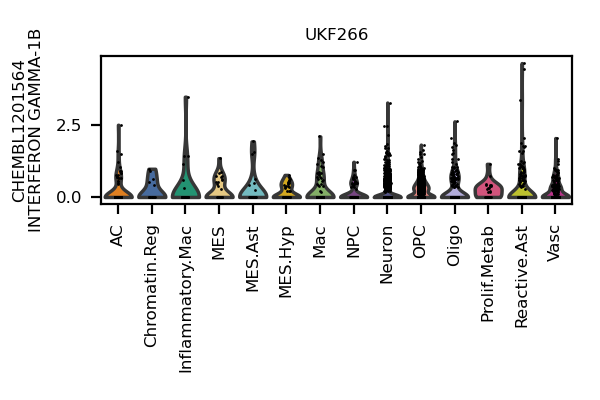 UKF266
CHEMBL1201564
INTERFERON GAMMA-1B
2.5
0.0
AC
Chromatin.Reg
Inflammatory.Mac
MES
MES.Ast
MES.Hyp
Mac
NPC
Neuron
OPC
Oligo
Prolif.Metab
Reactive.Ast
Vasc